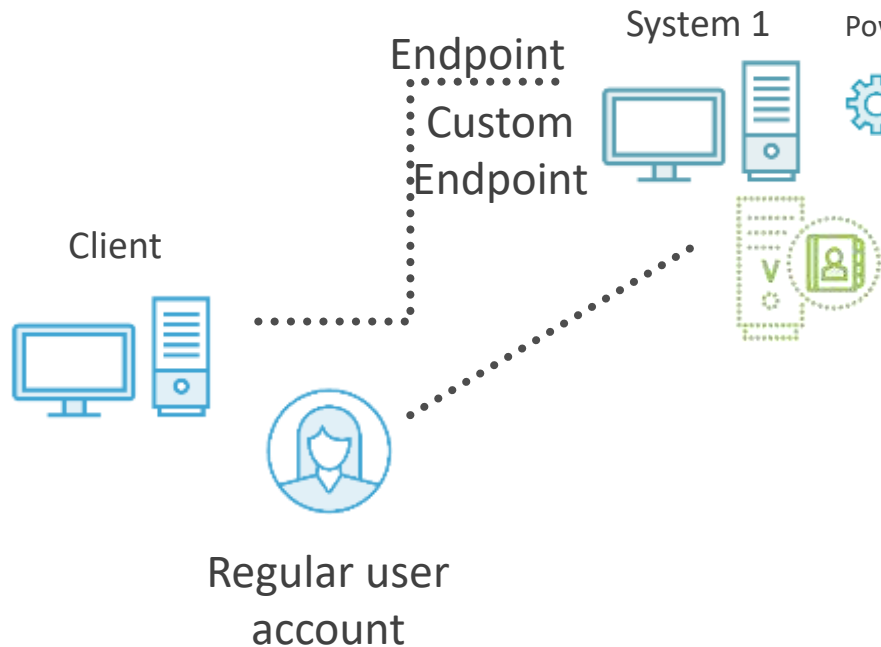 System 1
Endpoint
Custom
Endpoint
Client
V
Regular user
account